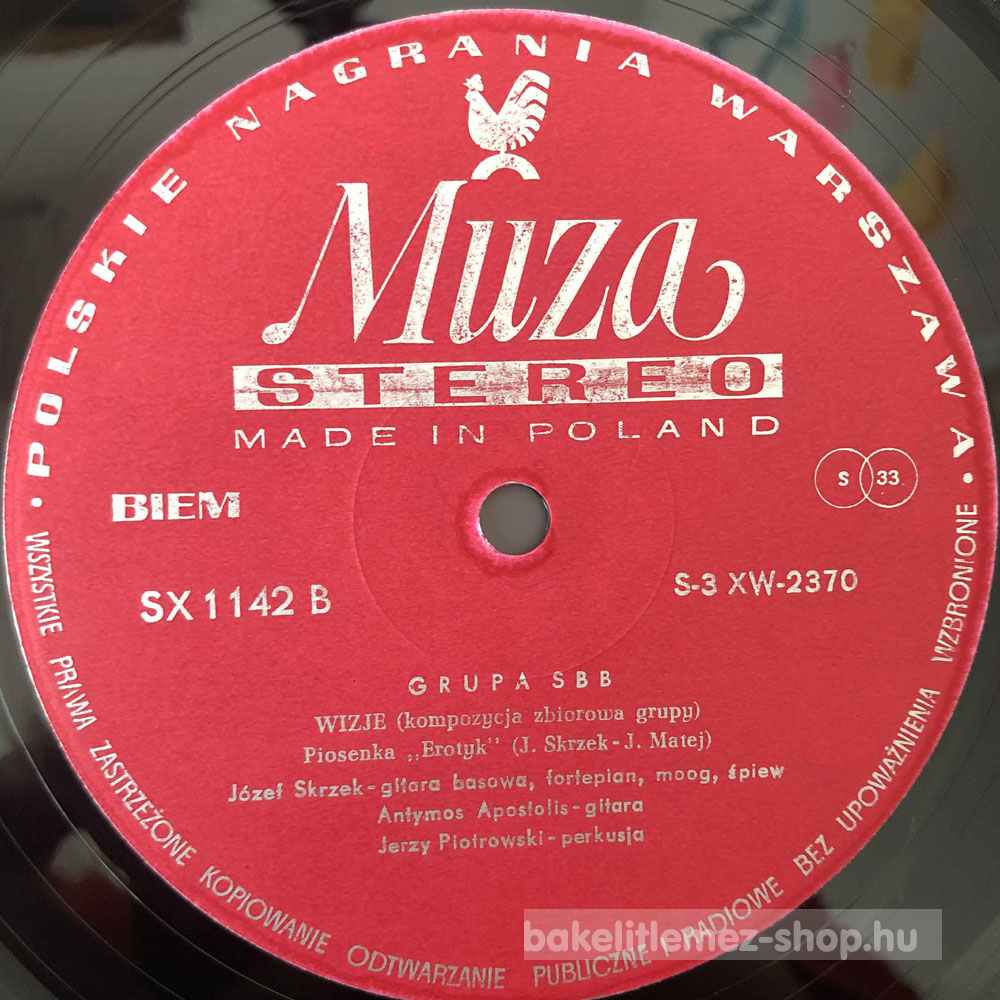 • POLSKIE NAGRANIA WARSZAWA •
Muza
STEREO
MADE IN POLAND
BIEM
S 33
SX 1142 B
S-3 XW-2370
GRUPA SBB
WIZJE (kompozycja zbiorowa grupy)
Piosenka „Erotyk” (J. Skrzek - J. Matej)
Józef Skrzek - gitara basowa, fortepian, moog, śpiew
Antymos Apostolis - gitara
Jerzy Piotrowski - perkusja
WSZYSTKIE PRAWA ZASTRZEŻONE KOPIOWANIE ODTWARZANIE PUBLICZNE I RADIOWE BEZ UPOWAŻNIENIA WZBRONIONE
bakelitlemez-shop.hu